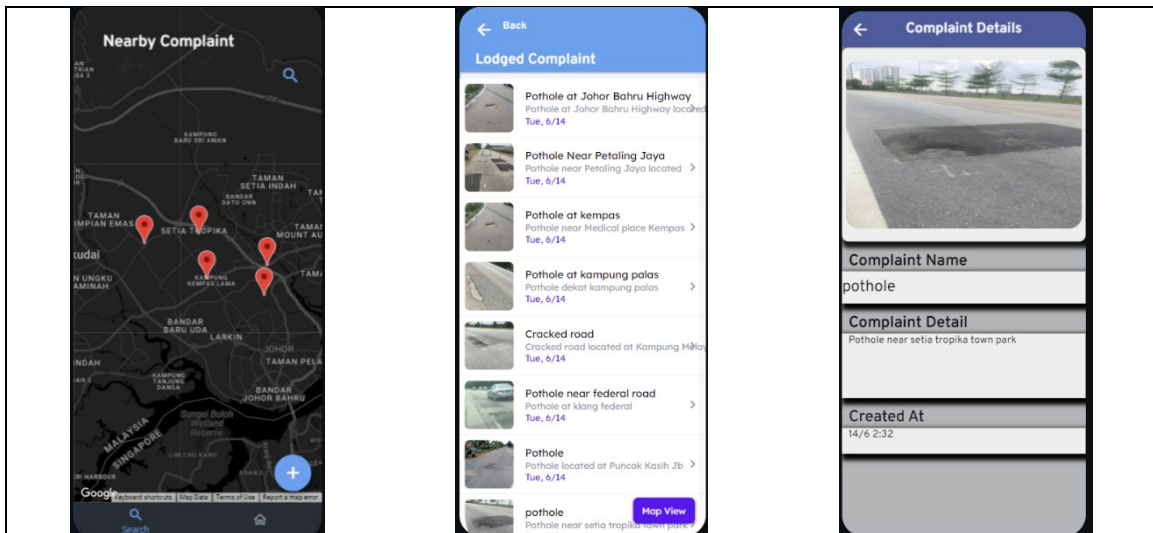 Nearby Complaint
KAMPUNG
BARU SRI AMAN
TAMAN
SETIA INDAH
BANDAR
DATO ONN
TAMAN
IMPIAN EMAS
SETIA TROPIKA
MOUNT AU
kudai
N UNGKU
AMINAH
KAMPUNG
KEMPAS LAMA
BANDAR
BARU UDA
LARKIN
JOHOR
TAMAN PELA
INDAH
KAMPUNG
TANJUNG
DANGA
BANDAR
JOHOR BAHRU
Sungei Buloh
Wetland
Reserve
MALAYSIA
SINGAPORE
LIM CHU KANG
Google
Keyboard shortcuts
Map Data
Terms of Use
Report a map error
+
Search
Back
Lodged Complaint
Pothole at Johor Bahru Highway
Pothole at Johor Bahru Highway located
Tue, 6/14
Pothole Near Petaling Jaya
Pothole near Petaling Jaya located
Tue, 6/14
Pothole at kempas
Pothole near Medical place Kempas
Tue, 6/14
Pothole at kampung palas
Pothole dekat kampung palas
Tue, 6/14
Cracked road
Cracked road located at Kampung Melay
Tue, 6/14
Pothole near federal road
Pothole at klang federal
Tue, 6/14
Pothole
Pothole located at Puncak Kasih Jb
Tue, 6/14
pothole
Pothole near setia tropika town park
Map View
Complaint Details
Complaint Name
pothole
Complaint Detail
Pothole near setia tropika town park
Created At
14/6 2:32